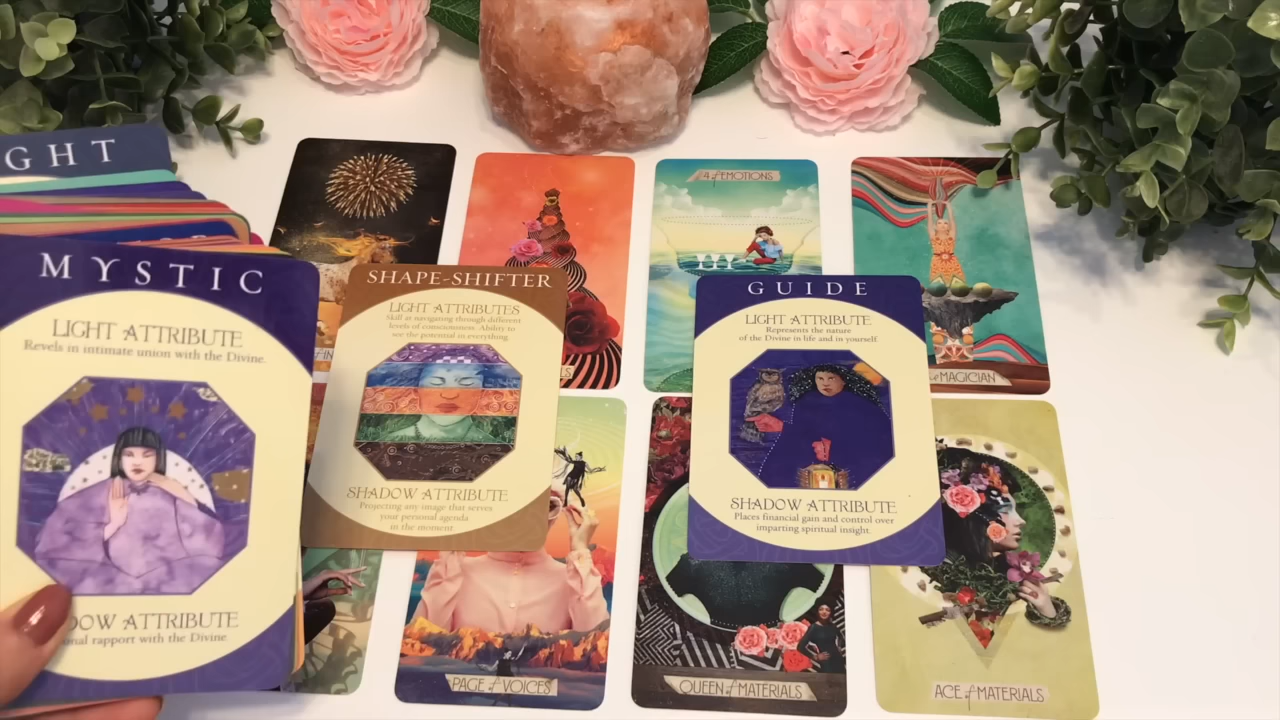 GHT
MYSTIC
LIGHT ATTRIBUTE
Revels in intimate union with the Divine.
DOW ATTRIBUTE
onal rapport with the Divine.
SHAPE-SHIFTER
LIGHT ATTRIBUTES
Skill at navigating through different
levels of consciousness. Ability to
see the potential in everything.
SHADOW ATTRIBUTE
Projecting any image that serves
your personal agenda
in the moment.
4 of EMOTIONS
GUIDE
LIGHT ATTRIBUTE
Represents the nature
of the Divine in life and in yourself.
SHADOW ATTRIBUTE
Places financial gain and control over
imparting spiritual insight.
MAGICIAN
PAGE of VOICES
QUEEN of MATERIALS
ACE of MATERIALS